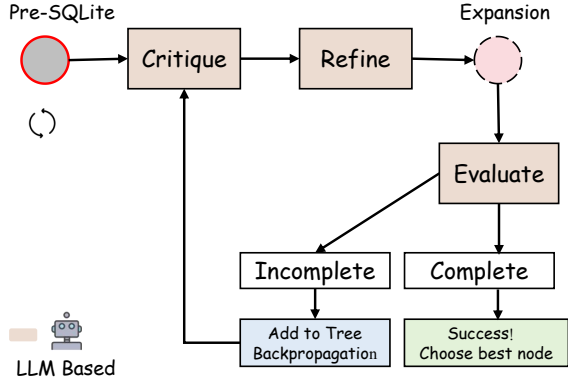 Pre-SQLite
Expansion
Critique
Refine
Evaluate
Incomplete
Complete
Add to Tree
Backpropagation
Success!
Choose best node
LLM Based